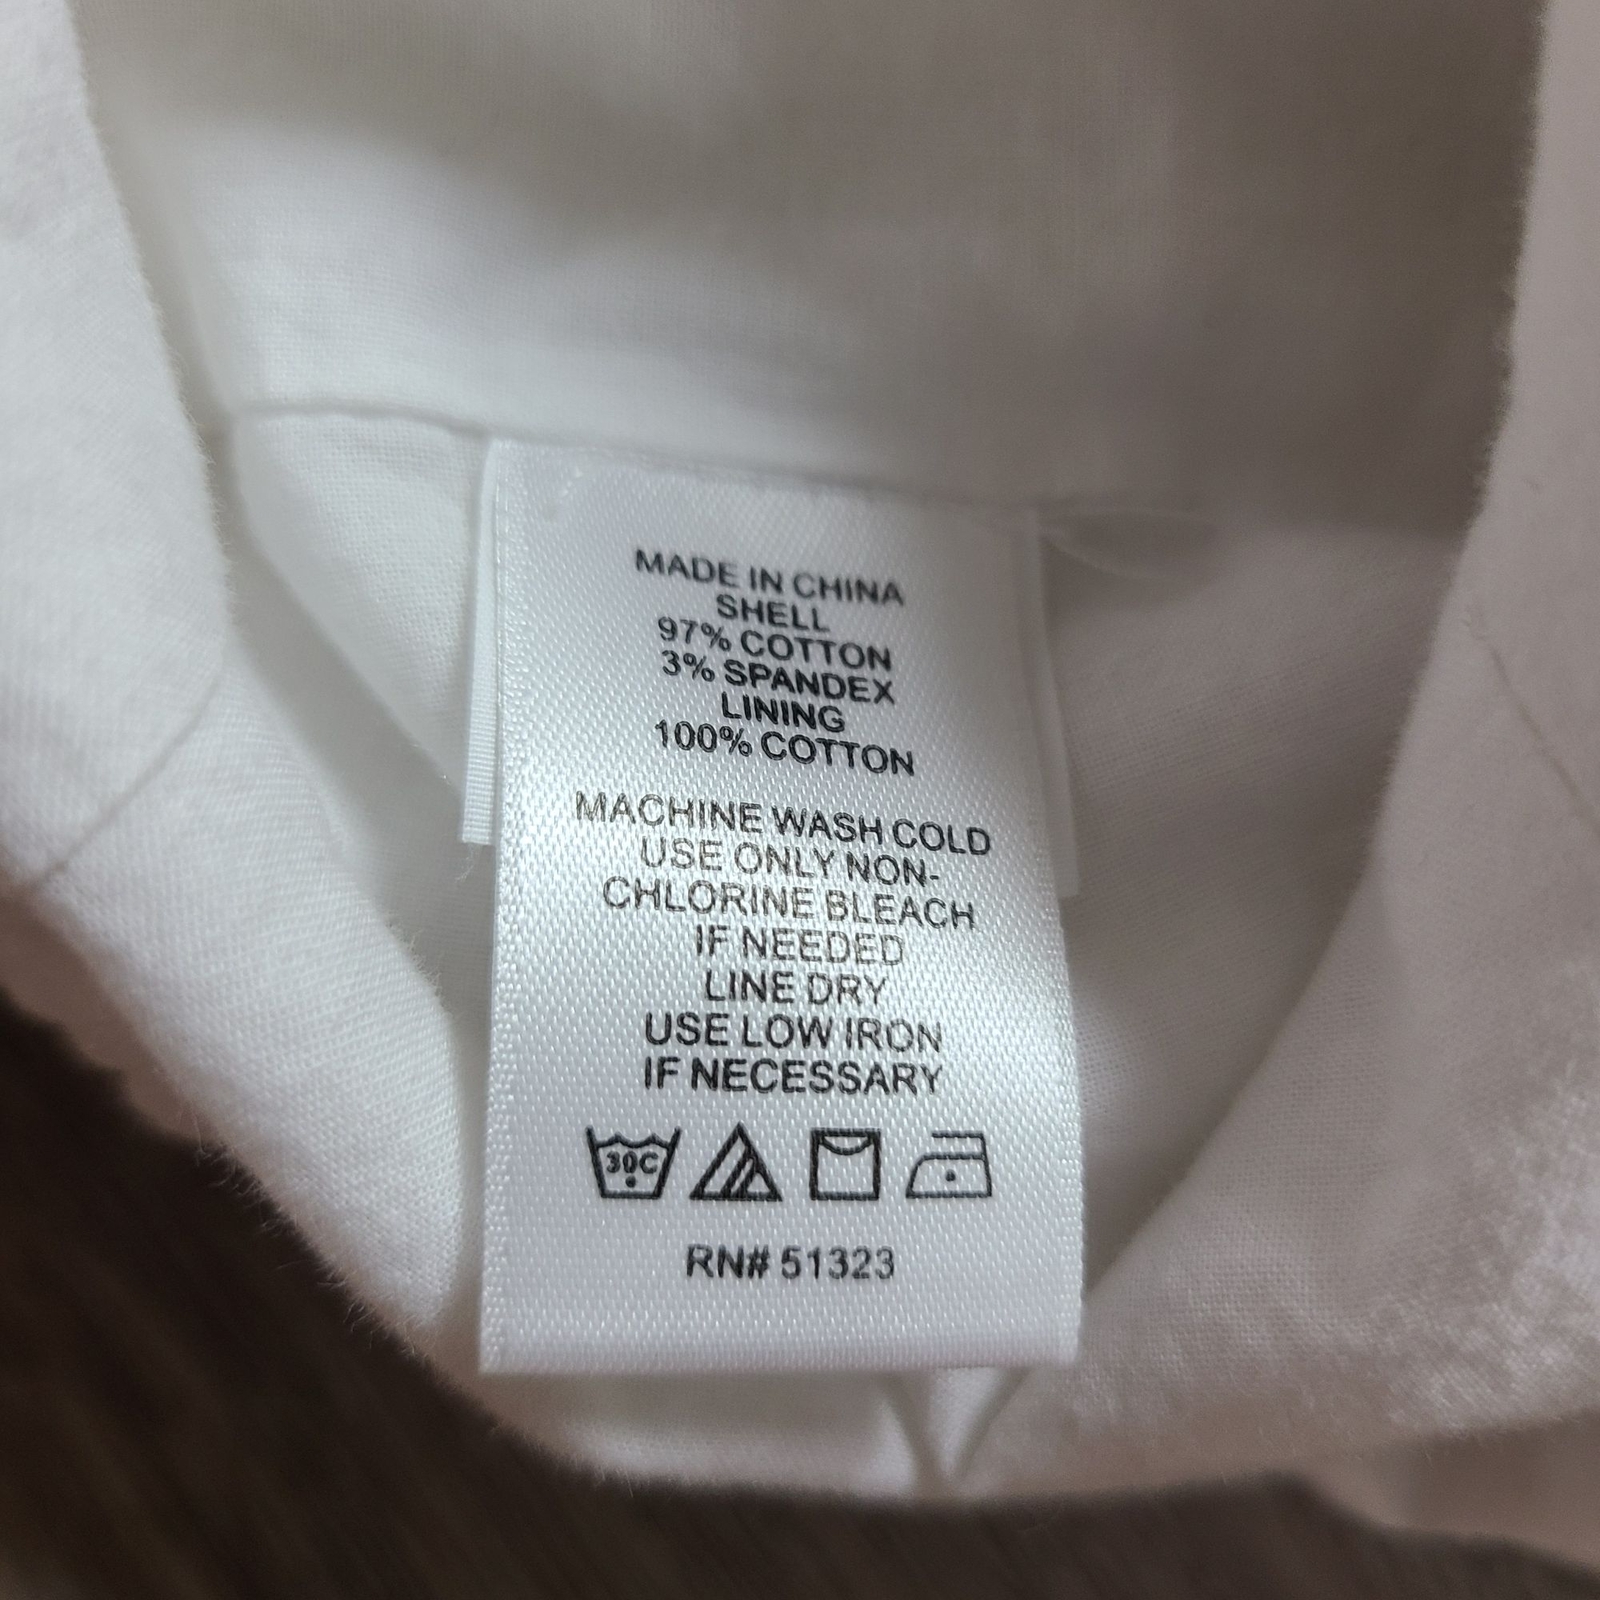 MADE IN CHINA
SHELL
97% COTTON
3% SPANDEX
LINING
100% COTTON
MACHINE WASH COLD
USE ONLY NON-
CHLORINE BLEACH
IF NEEDED
LINE DRY
USE LOW IRON
IF NECESSARY
30C
RN# 51323